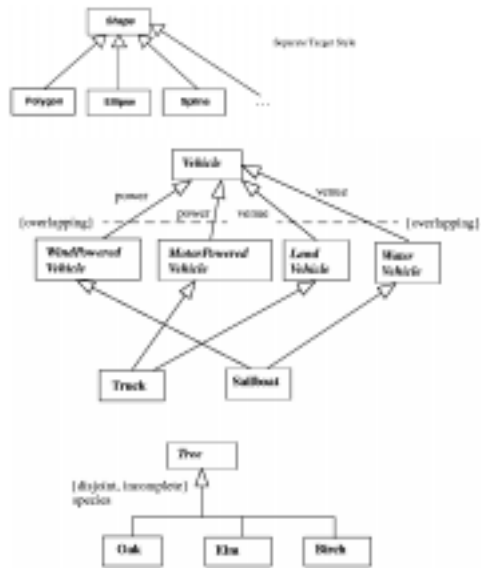 Shape
Separate Target Style
Polygon
Ellipse
Spline
...
Vehicle
power
venue
power
venue
{overlapping}
{overlapping}
WindPowered
Vehicle
MotorPowered
Vehicle
Land
Vehicle
Water
Vehicle
Truck
Sailboat
Tree
{disjoint, incomplete}
species
Oak
Elm
Birch